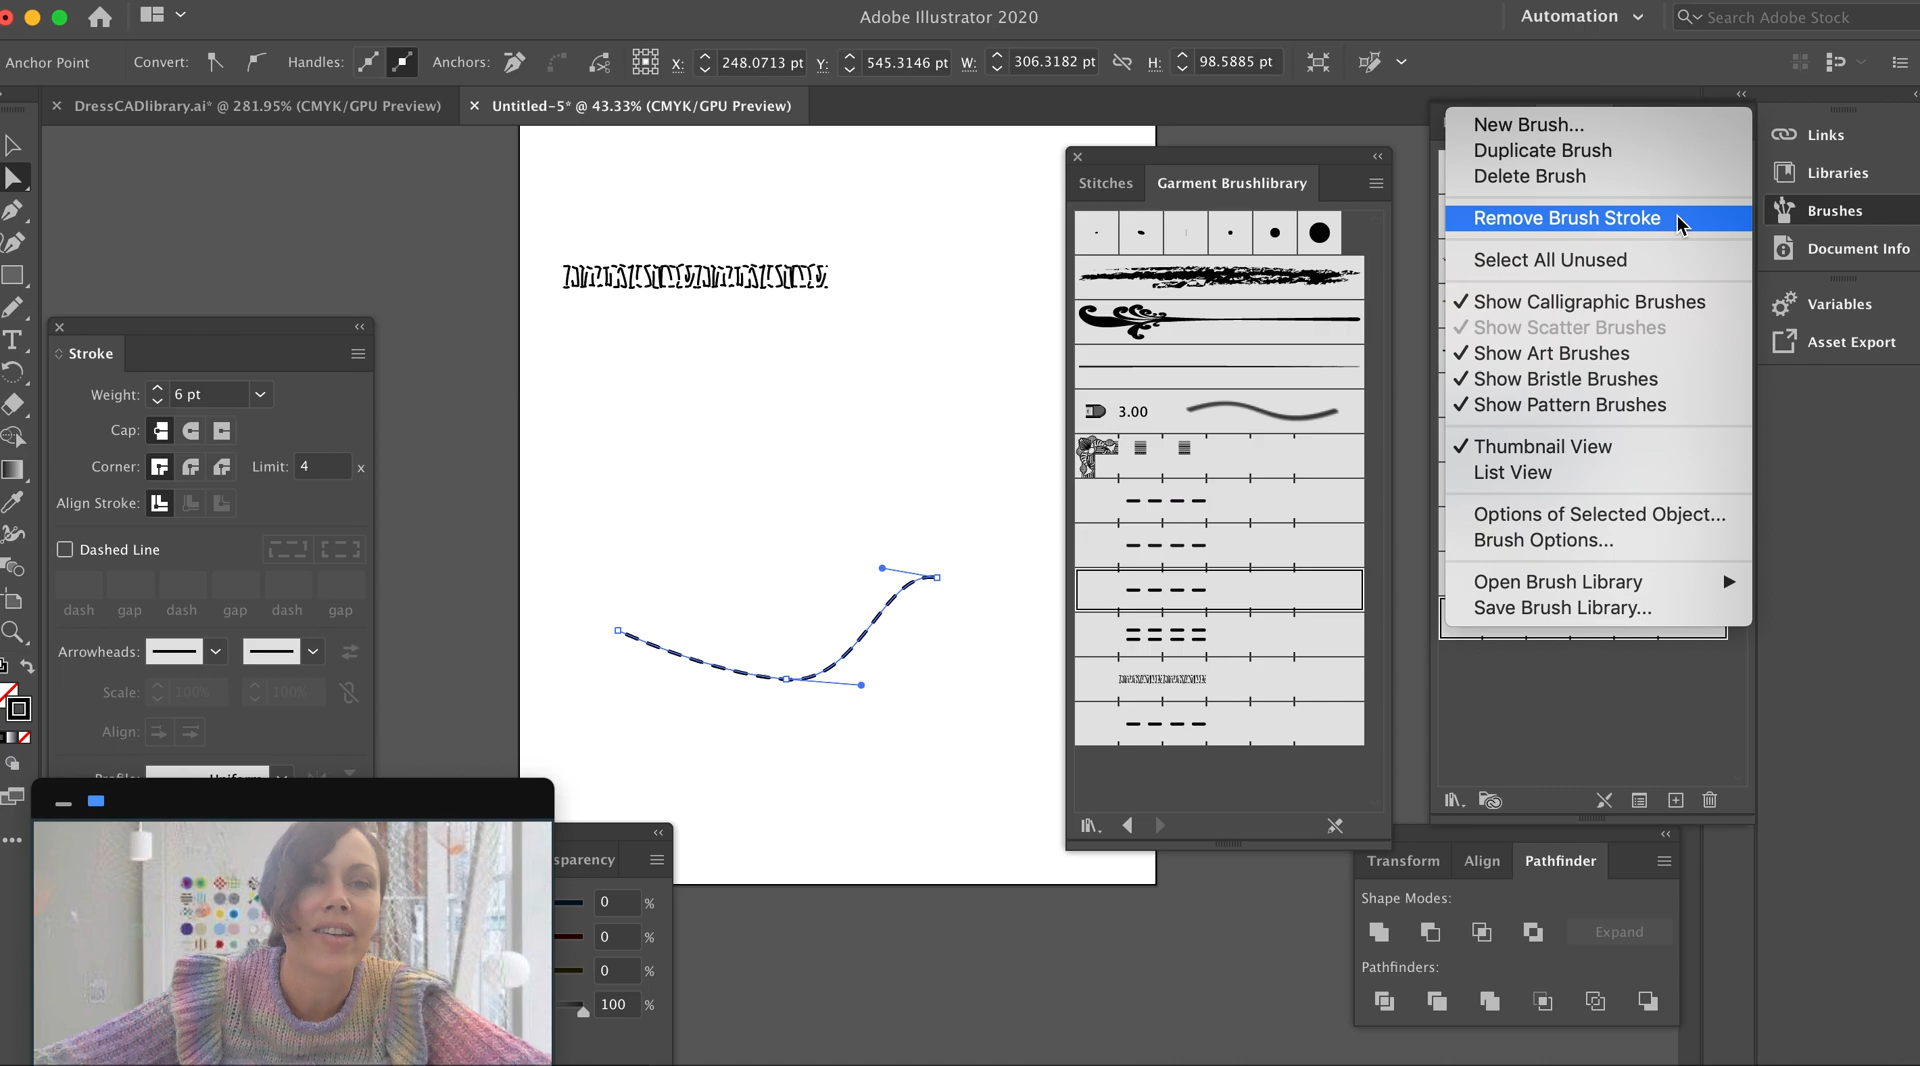 Adobe Illustrator 2020
Automation
Search Adobe Stock
Anchor Point
Convert:
Handles:
Anchors:
X: 248.0713 pt
Y: 545.3146 pt
W: 306.3182 pt
H: 98.5885 pt
DressCADlibrary.ai* @ 281.95% (CMYK/GPU Preview)
Untitled-5* @ 43.33% (CMYK/GPU Preview)
Stroke
Weight: 6 pt
Cap:
Corner:
Limit: 4 x
Align Stroke:
Dashed Line
dash gap dash gap dash gap
Arrowheads:
Scale: 100% 100%
Align:
Profile: Uniform
sparency
0 %
0 %
0 %
100 %
Stitches
Garment Brushlibrary
3.00
New Brush...
Duplicate Brush
Delete Brush
Remove Brush Stroke
Select All Unused
✓ Show Calligraphic Brushes
✓ Show Scatter Brushes
✓ Show Art Brushes
✓ Show Bristle Brushes
✓ Show Pattern Brushes
✓ Thumbnail View
List View
Options of Selected Object...
Brush Options...
Open Brush Library
Save Brush Library...
Links
Libraries
Brushes
Document Info
Variables
Asset Export
Transform
Align
Pathfinder
Shape Modes:
Expand
Pathfinders: